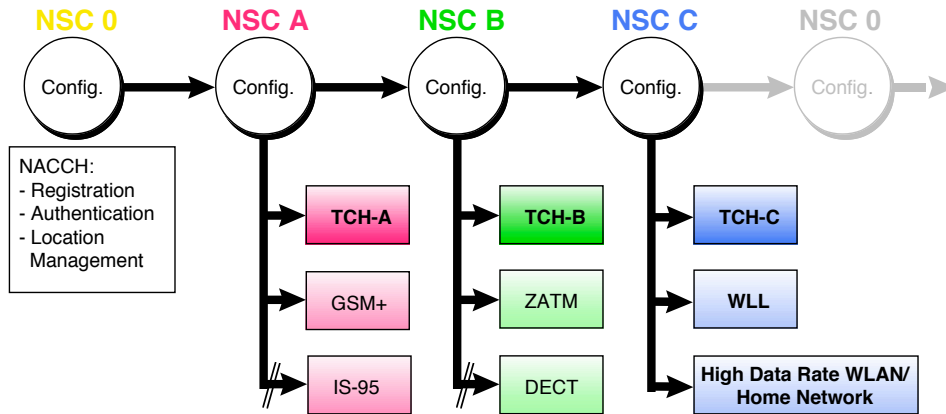 NSC 0
NSC A
NSC B
NSC C
NSC 0
Config.
Config.
Config.
Config.
Config.
NACCH:
- Registration
- Authentication
- Location
Management
TCH-A
TCH-B
TCH-C
GSM+
ZATM
WLL
IS-95
DECT
High Data Rate WLAN/
Home Network